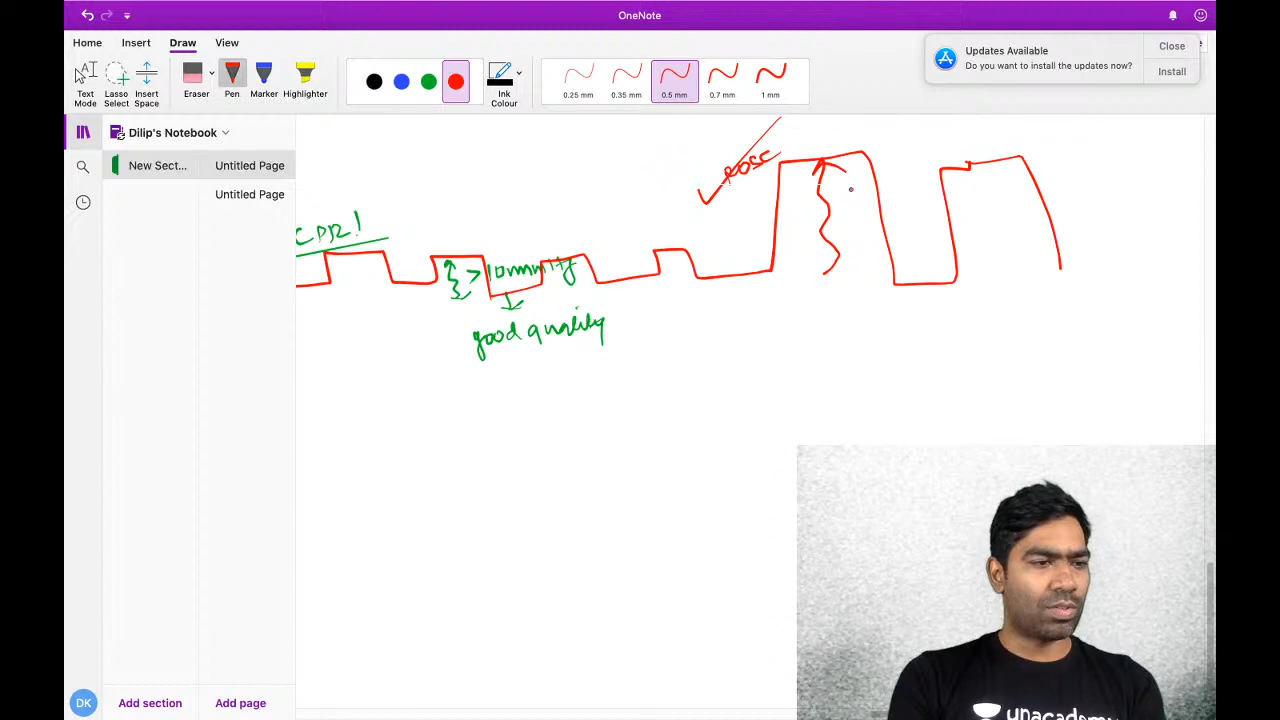 OneNote
Home
Insert
Draw
View
Updates Available
Do you want to install the updates now?
Close
Install
Text Mode
Lasso Select
Insert Space
Eraser
Pen
Marker
Highlighter
Ink Colour
0.25 mm
0.35 mm
0.5 mm
0.7 mm
1 mm
Dilip's Notebook
New Sect...
Untitled Page
Untitled Page
ROSC
> 10mmHg
good quality
DK
Add section
Add page
unacademy